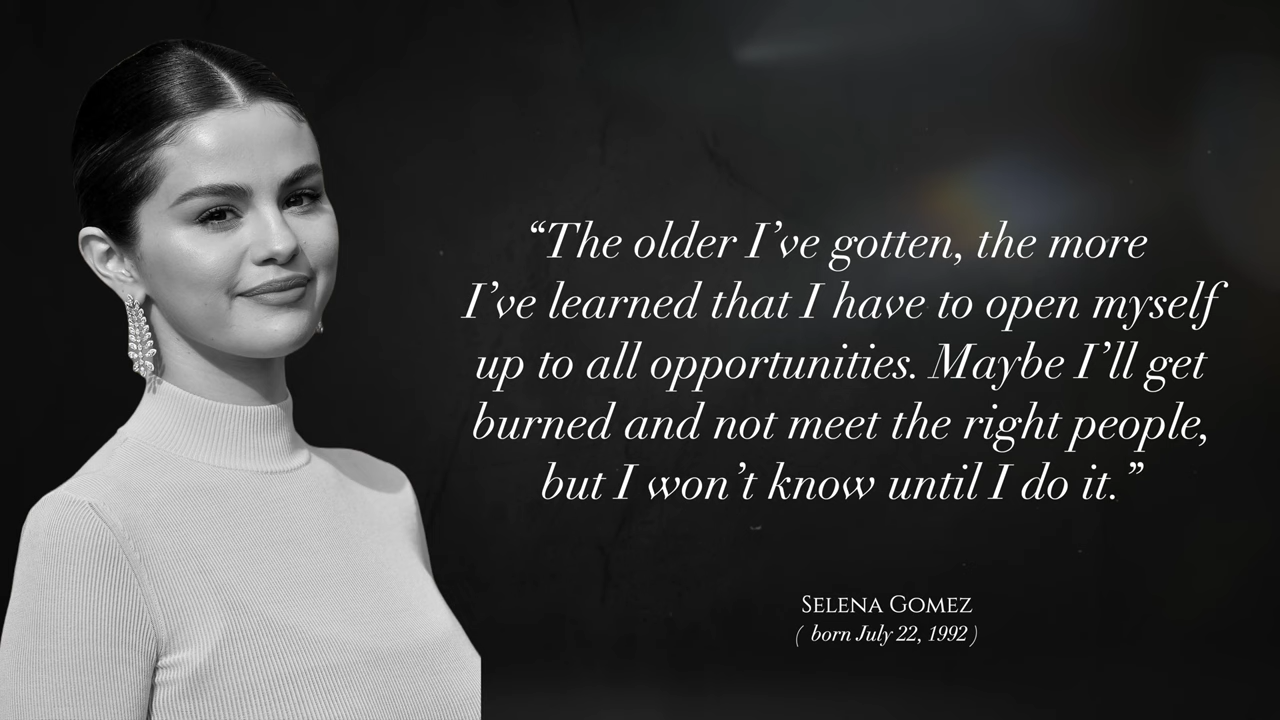 “The older I’ve gotten, the more
I’ve learned that I have to open myself
up to all opportunities. Maybe I’ll get
burned and not meet the right people,
but I won’t know until I do it.”
Selena Gomez
( born July 22, 1992 )